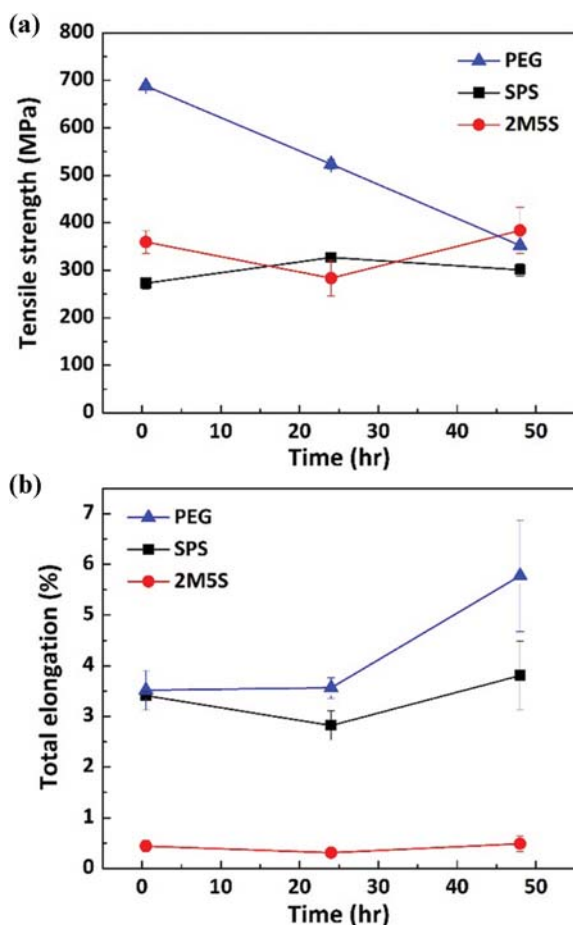 (a)
800
700
600
500
400
300
200
100
0
Tensile strength (MPa)
PEG
SPS
2M5S
0 10 20 30 40 50
Time (hr)
(b)
7
6
5
4
3
2
1
0
Total elongation (%)
PEG
SPS
2M5S
0 10 20 30 40 50
Time (hr)